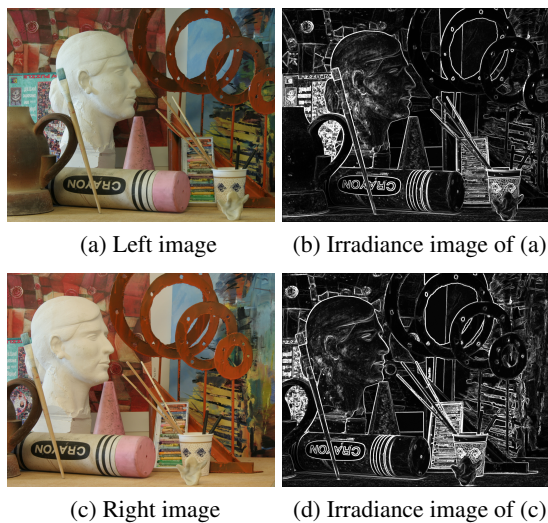 CRAYON
CRAYON
(a) Left image
(b) Irradiance image of (a)
CRAYON
CRAYON
(c) Right image
(d) Irradiance image of (c)